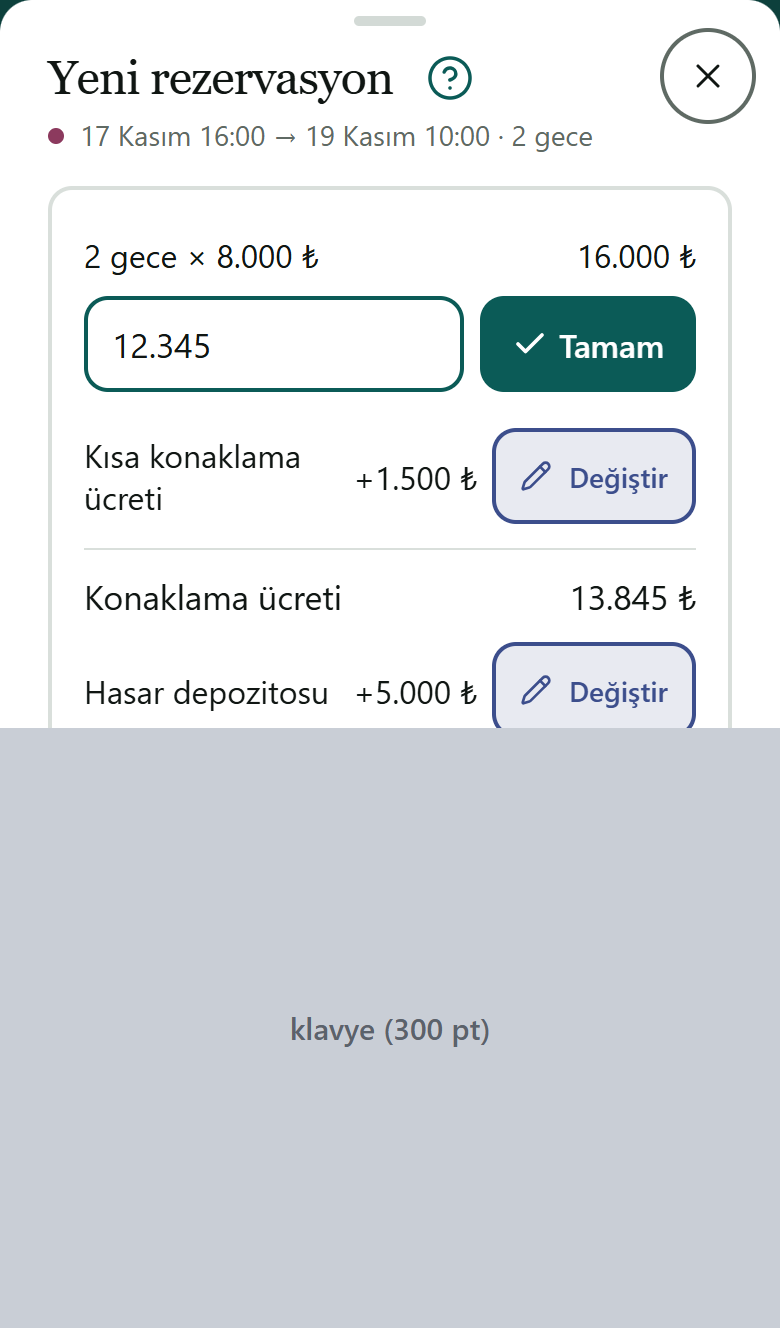 Yeni rezervasyon
17 Kasım 16:00 → 19 Kasım 10:00 · 2 gece
2 gece × 8.000 ₺ 16.000 ₺
12.345 Tamam
Kısa konaklama ücreti +1.500 ₺ Değiştir
Konaklama ücreti 13.845 ₺
Hasar depozitosu +5.000 ₺ Değiştir
klavye (300 pt)